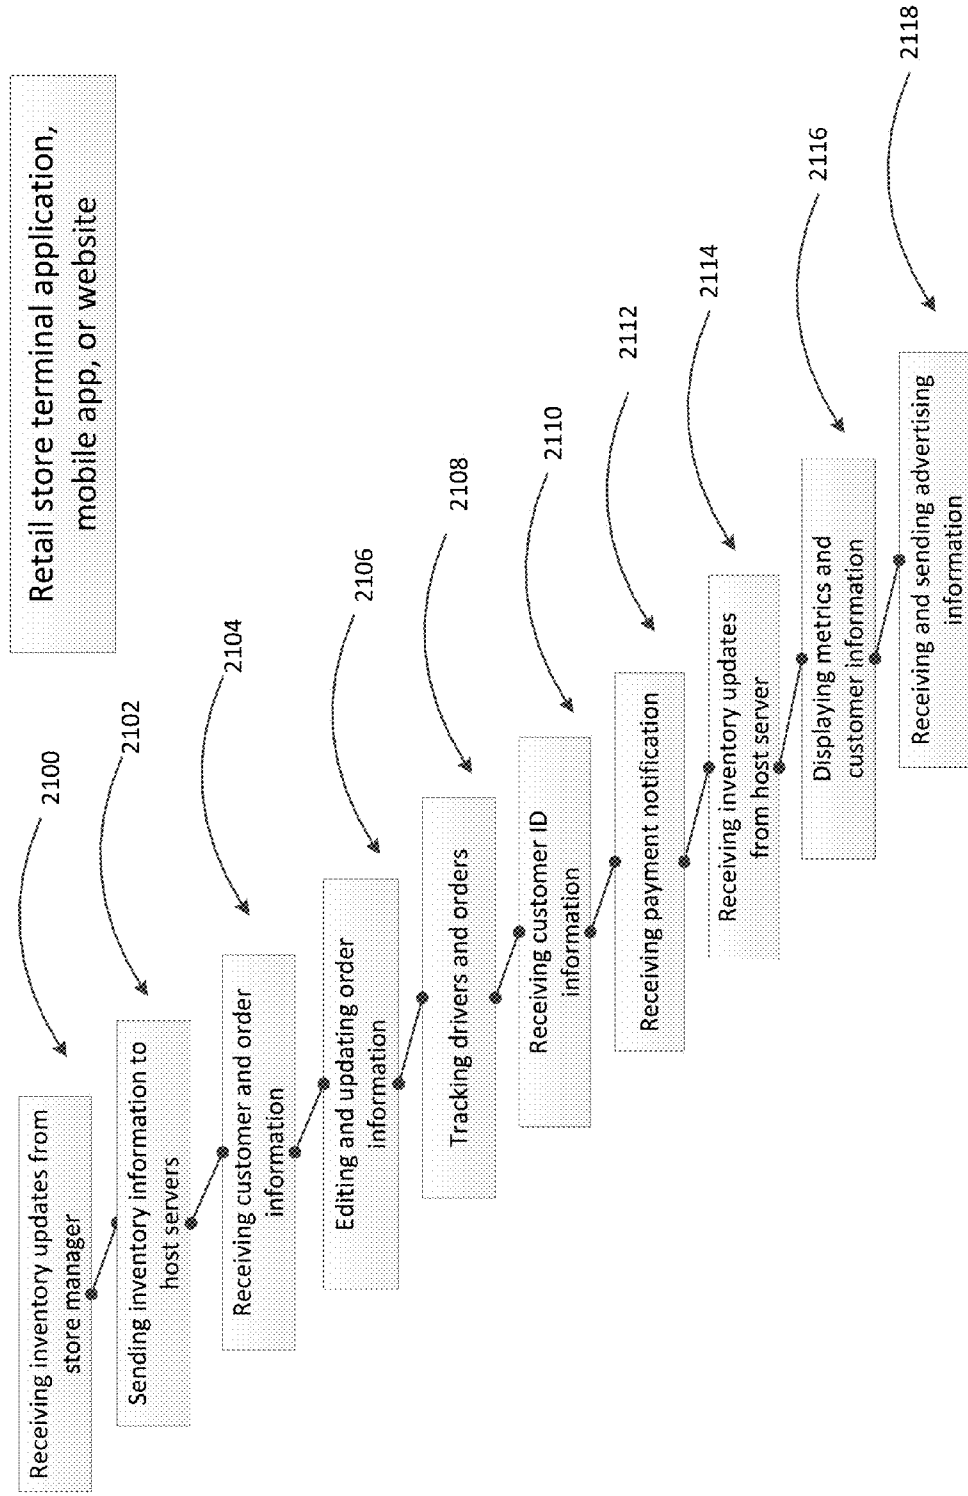 Retail store terminal application,
mobile app, or website
Receiving inventory updates from
store manager
2100
Sending inventory information to
host servers
2102
Receiving customer and order
information
2104
Editing and updating order
information
2106
Tracking drivers and orders
2108
Receiving customer ID
information
2110
Receiving payment notification
2112
Receiving inventory updates
from host server
2114
Displaying metrics and
customer information
2116
Receiving and sending advertising
information
2118